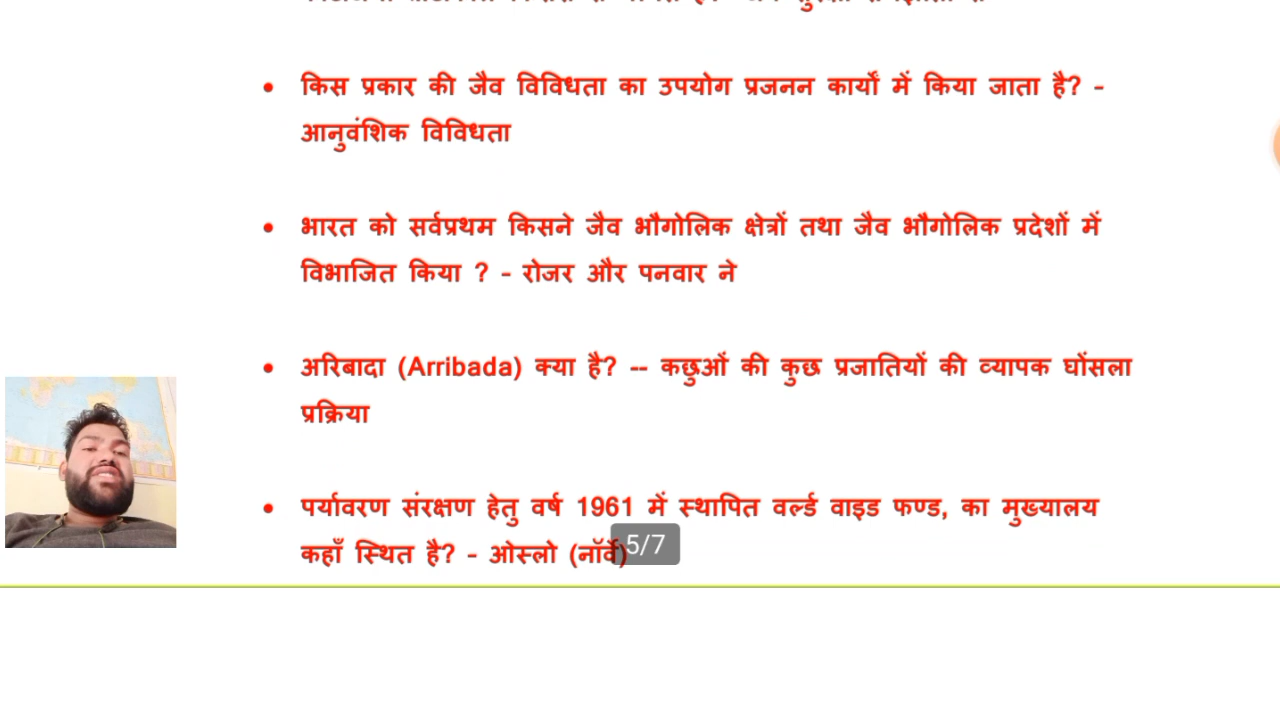 किस प्रकार की जैव विविधता का उपयोग प्रजनन कार्यों में किया जाता है? -
आनुवंशिक विविधता
भारत को सर्वप्रथम किसने जैव भौगोलिक क्षेत्रों तथा जैव भौगोलिक प्रदेशों में
विभाजित किया ? - रोजर और पनवार ने
अरिबादा (Arribada) क्या है? -- कछुओं की कुछ प्रजातियों की व्यापक घोंसला
प्रक्रिया
पर्यावरण संरक्षण हेतु वर्ष 1961 में स्थापित वर्ल्ड वाइड फण्ड, का मुख्यालय
कहाँ स्थित है? - ओस्लो (नॉर्वे)
5/7